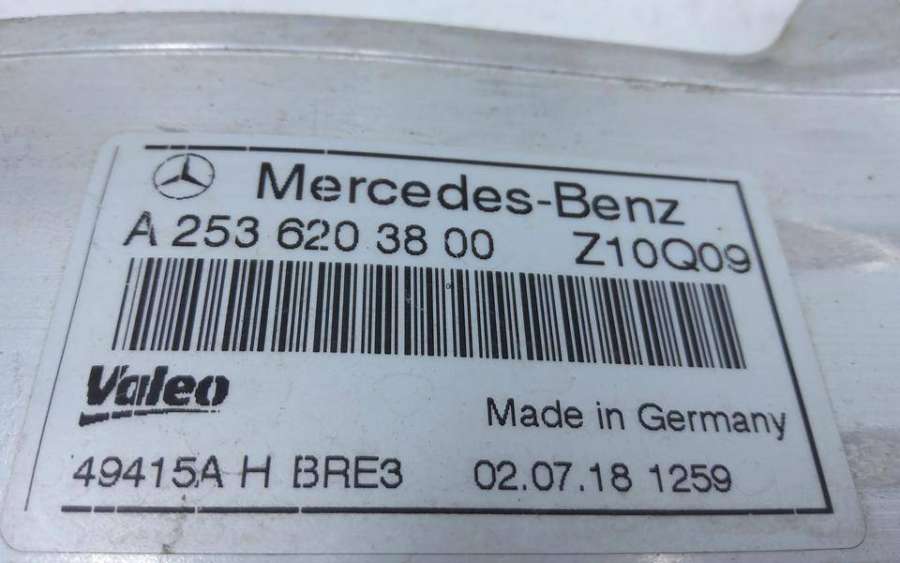 Mercedes-Benz
A 253 620 38 00 Z10Q09
Valeo
Made in Germany
49415A H BRE3 02.07.18 1259